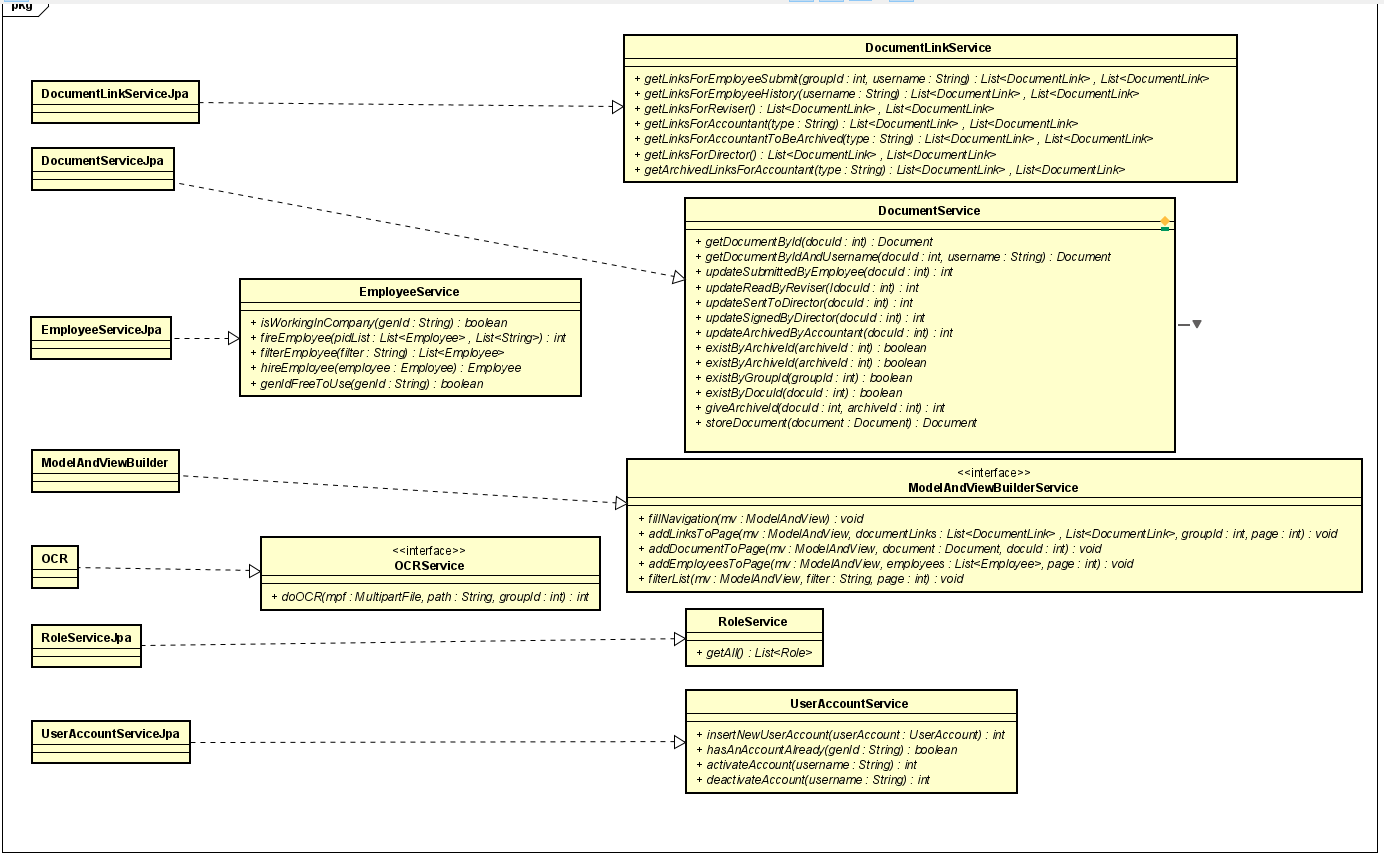 pkg
DocumentLinkServiceJpa
DocumentLinkService
+ getLinksForEmployeeSubmit(groupId : int, username : String) : List<DocumentLink> , List<DocumentLink>
+ getLinksForEmployeeHistory(username : String) : List<DocumentLink> , List<DocumentLink>
+ getLinksForReviser() : List<DocumentLink> , List<DocumentLink>
+ getLinksForAccountant(type : String) : List<DocumentLink> , List<DocumentLink>
+ getLinksForAccountantToBeArchived(type : String) : List<DocumentLink> , List<DocumentLink>
+ getLinksForDirector() : List<DocumentLink> , List<DocumentLink>
+ getArchivedLinksForAccountant(type : String) : List<DocumentLink> , List<DocumentLink>
DocumentServiceJpa
DocumentService
+ getDocumentById(docuId : int) : Document
+ getDocumentByIdAndUsername(docuId : int, username : String) : Document
+ updateSubmittedByEmployee(docuId : int) : int
+ updateReadByReviser(IdocuId : int) : int
+ updateSentToDirector(docuId : int) : int
+ updateSignedByDirector(docuId : int) : int
+ updateArchivedByAccountant(docuId : int) : int
+ existByArchiveId(archiveId : int) : boolean
+ existByArchiveId(archiveId : int) : boolean
+ existByGroupId(groupId : int) : boolean
+ existByDocuId(docuId : int) : boolean
+ giveArchiveId(docuId : int, archiveId : int) : int
+ storeDocument(document : Document) : Document
EmployeeServiceJpa
EmployeeService
+ isWorkingInCompany(genId : String) : boolean
+ fireEmployee(pidList : List<Employee> , List<String>) : int
+ filterEmployee(filter : String) : List<Employee>
+ hireEmployee(employee : Employee) : Employee
+ genIdFreeToUse(genId : String) : boolean
ModelAndViewBuilder
<<interface>>
ModelAndViewBuilderService
+ fillNavigation(mv : ModelAndView) : void
+ addLinksToPage(mv : ModelAndView, documentLinks : List<DocumentLink> , List<DocumentLink>, groupId : int, page : int) : void
+ addDocumentToPage(mv : ModelAndView, document : Document, docuId : int) : void
+ addEmployeesToPage(mv : ModelAndView, employees : List<Employee>, page : int) : void
+ filterList(mv : ModelAndView, filter : String, page : int) : void
OCR
<<interface>>
OCRService
+ doOCR(mpf : MultipartFile, path : String, groupId : int) : int
RoleServiceJpa
RoleService
+ getAll() : List<Role>
UserAccountServiceJpa
UserAccountService
+ insertNewUserAccount(userAccount : UserAccount) : int
+ hasAnAccountAlready(genId : String) : boolean
+ activateAccount(username : String) : int
+ deactivateAccount(username : String) : int